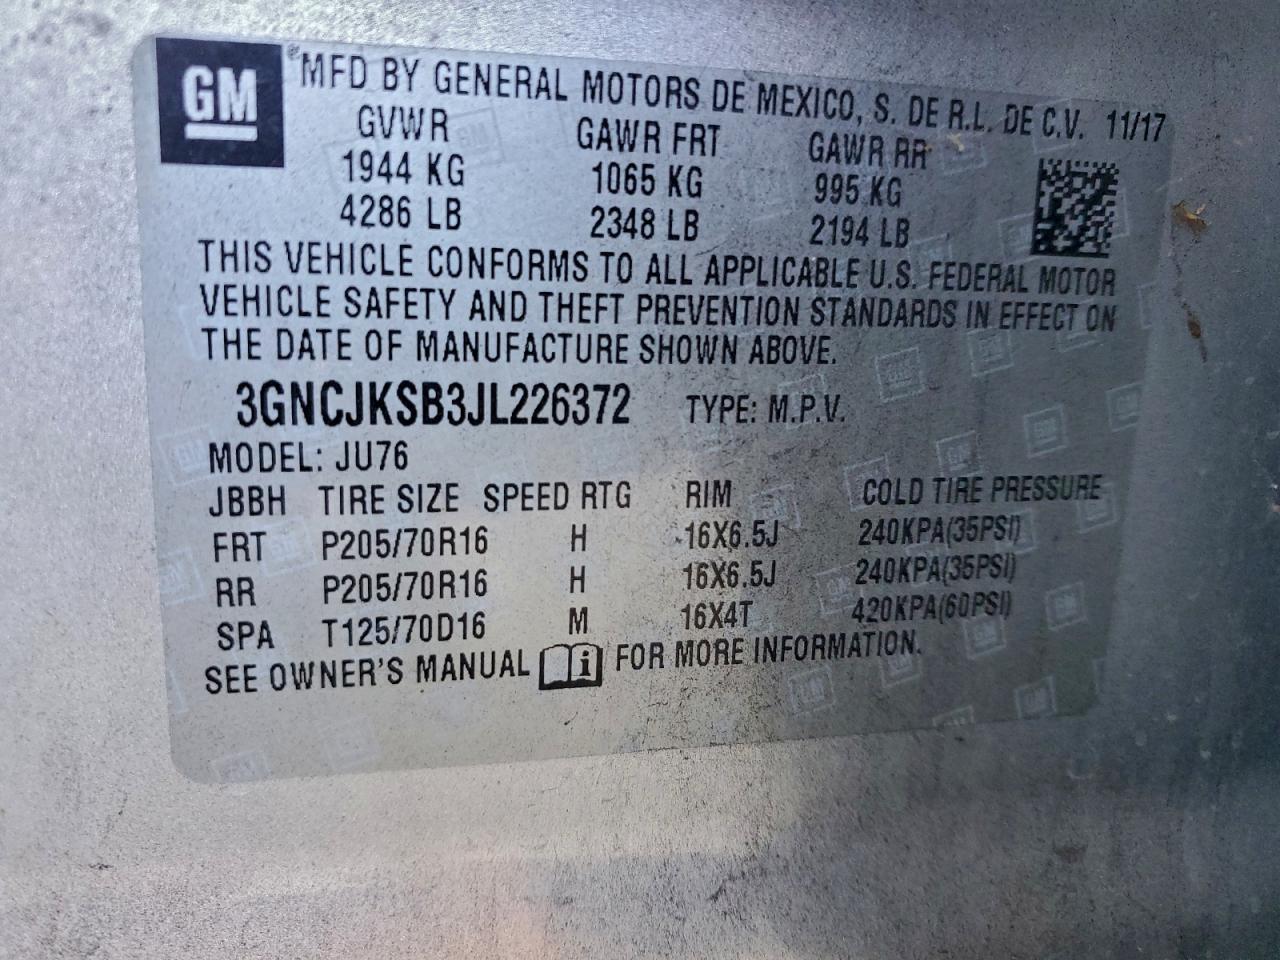 GM
® MFD BY GENERAL MOTORS DE MEXICO, S. DE R.L. DE C.V. 11/17
GVWR GAWR FRT GAWR RR
1944 KG 1065 KG 995 KG
4286 LB 2348 LB 2194 LB
THIS VEHICLE CONFORMS TO ALL APPLICABLE U.S. FEDERAL MOTOR
VEHICLE SAFETY AND THEFT PREVENTION STANDARDS IN EFFECT ON
THE DATE OF MANUFACTURE SHOWN ABOVE.
3GNCJKSB3JL226372 TYPE: M.P.V.
MODEL: JU76
JBBH TIRE SIZE SPEED RTG RIM COLD TIRE PRESSURE
FRT P205/70R16 H 16X6.5J 240KPA(35PSI)
RR P205/70R16 H 16X6.5J 240KPA(35PSI)
SPA T125/70D16 M 16X4T 420KPA(60PSI)
SEE OWNER'S MANUAL i FOR MORE INFORMATION.